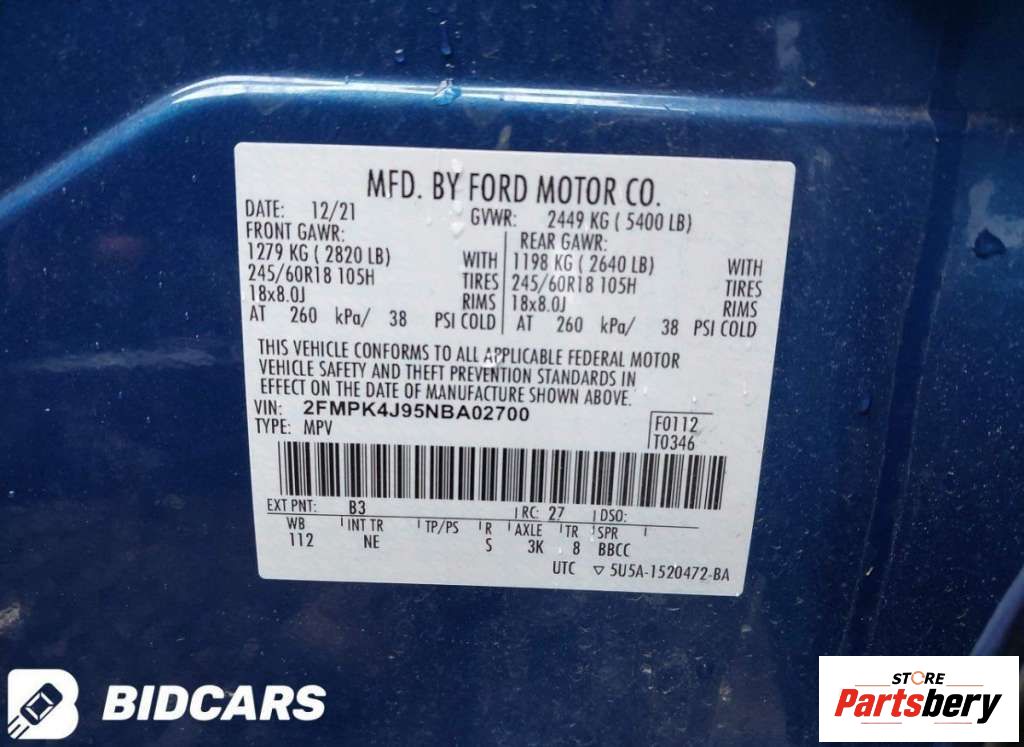 MFD. BY FORD MOTOR CO.
DATE: 12/21 GVWR: 2449 KG ( 5400 LB)
FRONT GAWR: REAR GAWR:
1279 KG ( 2820 LB) WITH 1198 KG ( 2640 LB) WITH
245/60R18 105H TIRES 245/60R18 105H TIRES
18x8.0J RIMS 18x8.0J RIMS
AT 260 kPa/ 38 PSI COLD AT 260 kPa/ 38 PSI COLD
THIS VEHICLE CONFORMS TO ALL APPLICABLE FEDERAL MOTOR
VEHICLE SAFETY AND THEFT PREVENTION STANDARDS IN
EFFECT ON THE DATE OF MANUFACTURE SHOWN ABOVE.
VIN: 2FMPK4J95NBA02700 F0112
TYPE: MPV T0346
EXT PNT: B3 RC: 27 DSO:
WB INT TR TP/PS R AXLE TR SPR
112 NE S 3K 8 BBCC
UTC ▽ 5U5A-1520472-BA
BIDCARS
STORE
Partsbery